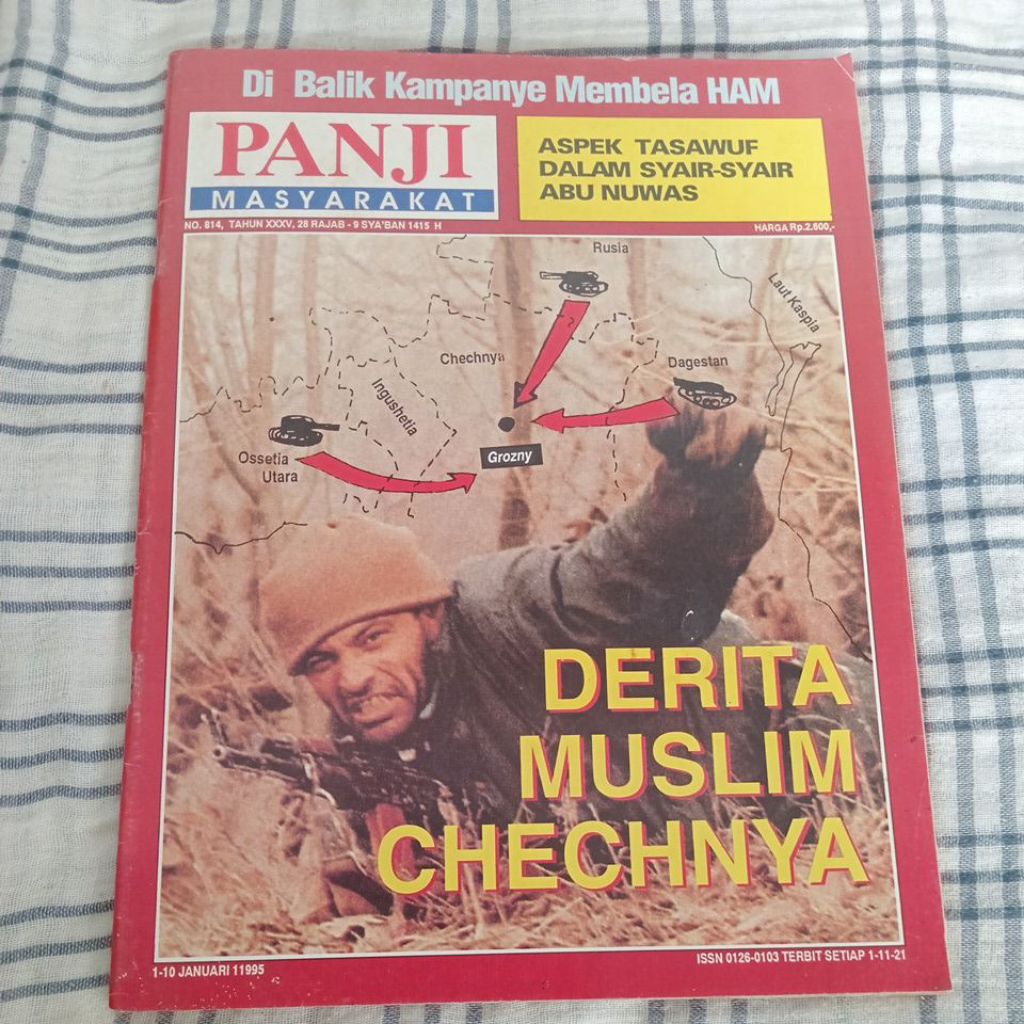 Di Balik Kampanye Membela HAM
PANJI
MASYARAKAT
ASPEK TASAWUF
DALAM SYAIR-SYAIR
ABU NUWAS
NO. 814, TAHUN XXXV, 28 RAJAB - 9 SYA'BAN 1415 H
HARGA Rp.2.600,-
Rusia
Laut Kaspia
Chechnya
Dagestan
Ingushetia
Ossetia
Utara
Grozny
DERITA
MUSLIM
CHECHNYA
ISSN 0126-0103 TERBIT SETIAP 1-11-21
1-10 JANUARI 11995